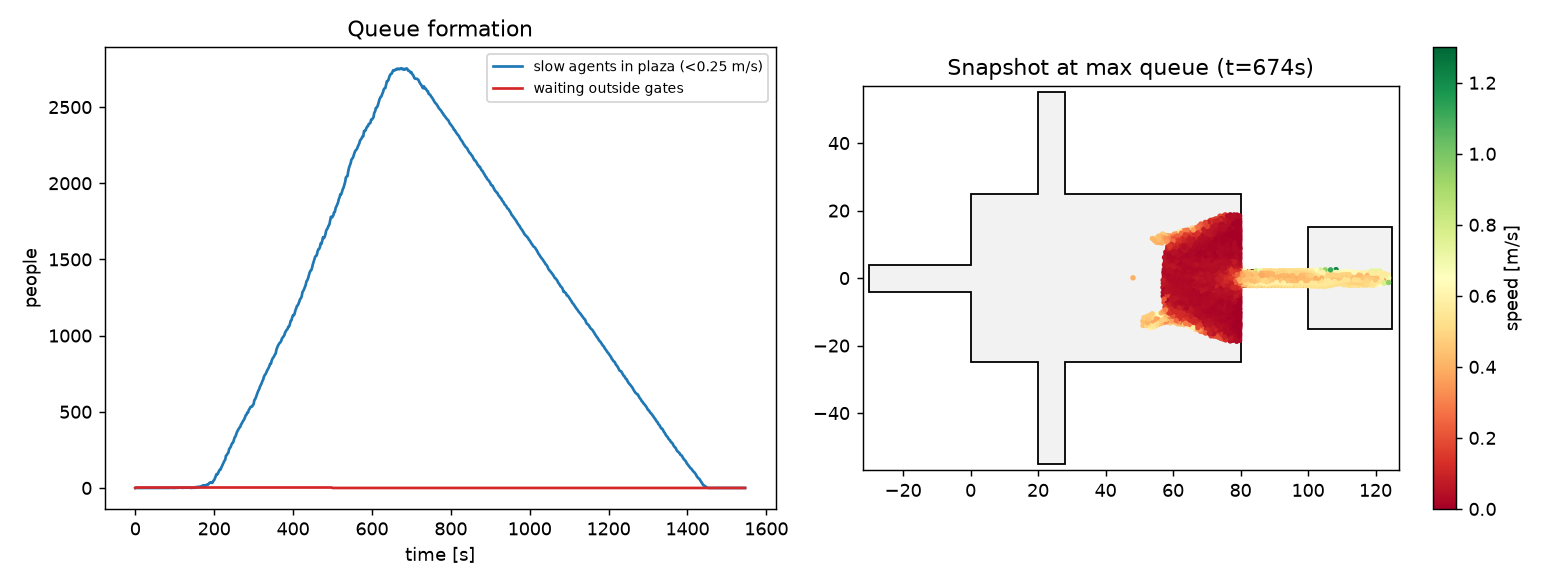 Queue formation
slow agents in plaza (<0.25 m/s)
waiting outside gates
people
2500
2000
1500
1000
500
0
0 200 400 600 800 1000 1200 1400 1600
time [s]
Snapshot at max queue (t=674s)
40
20
0
−20
−40
−20 0 20 40 60 80 100 120
1.2
1.0
0.8
0.6
0.4
0.2
0.0
speed [m/s]